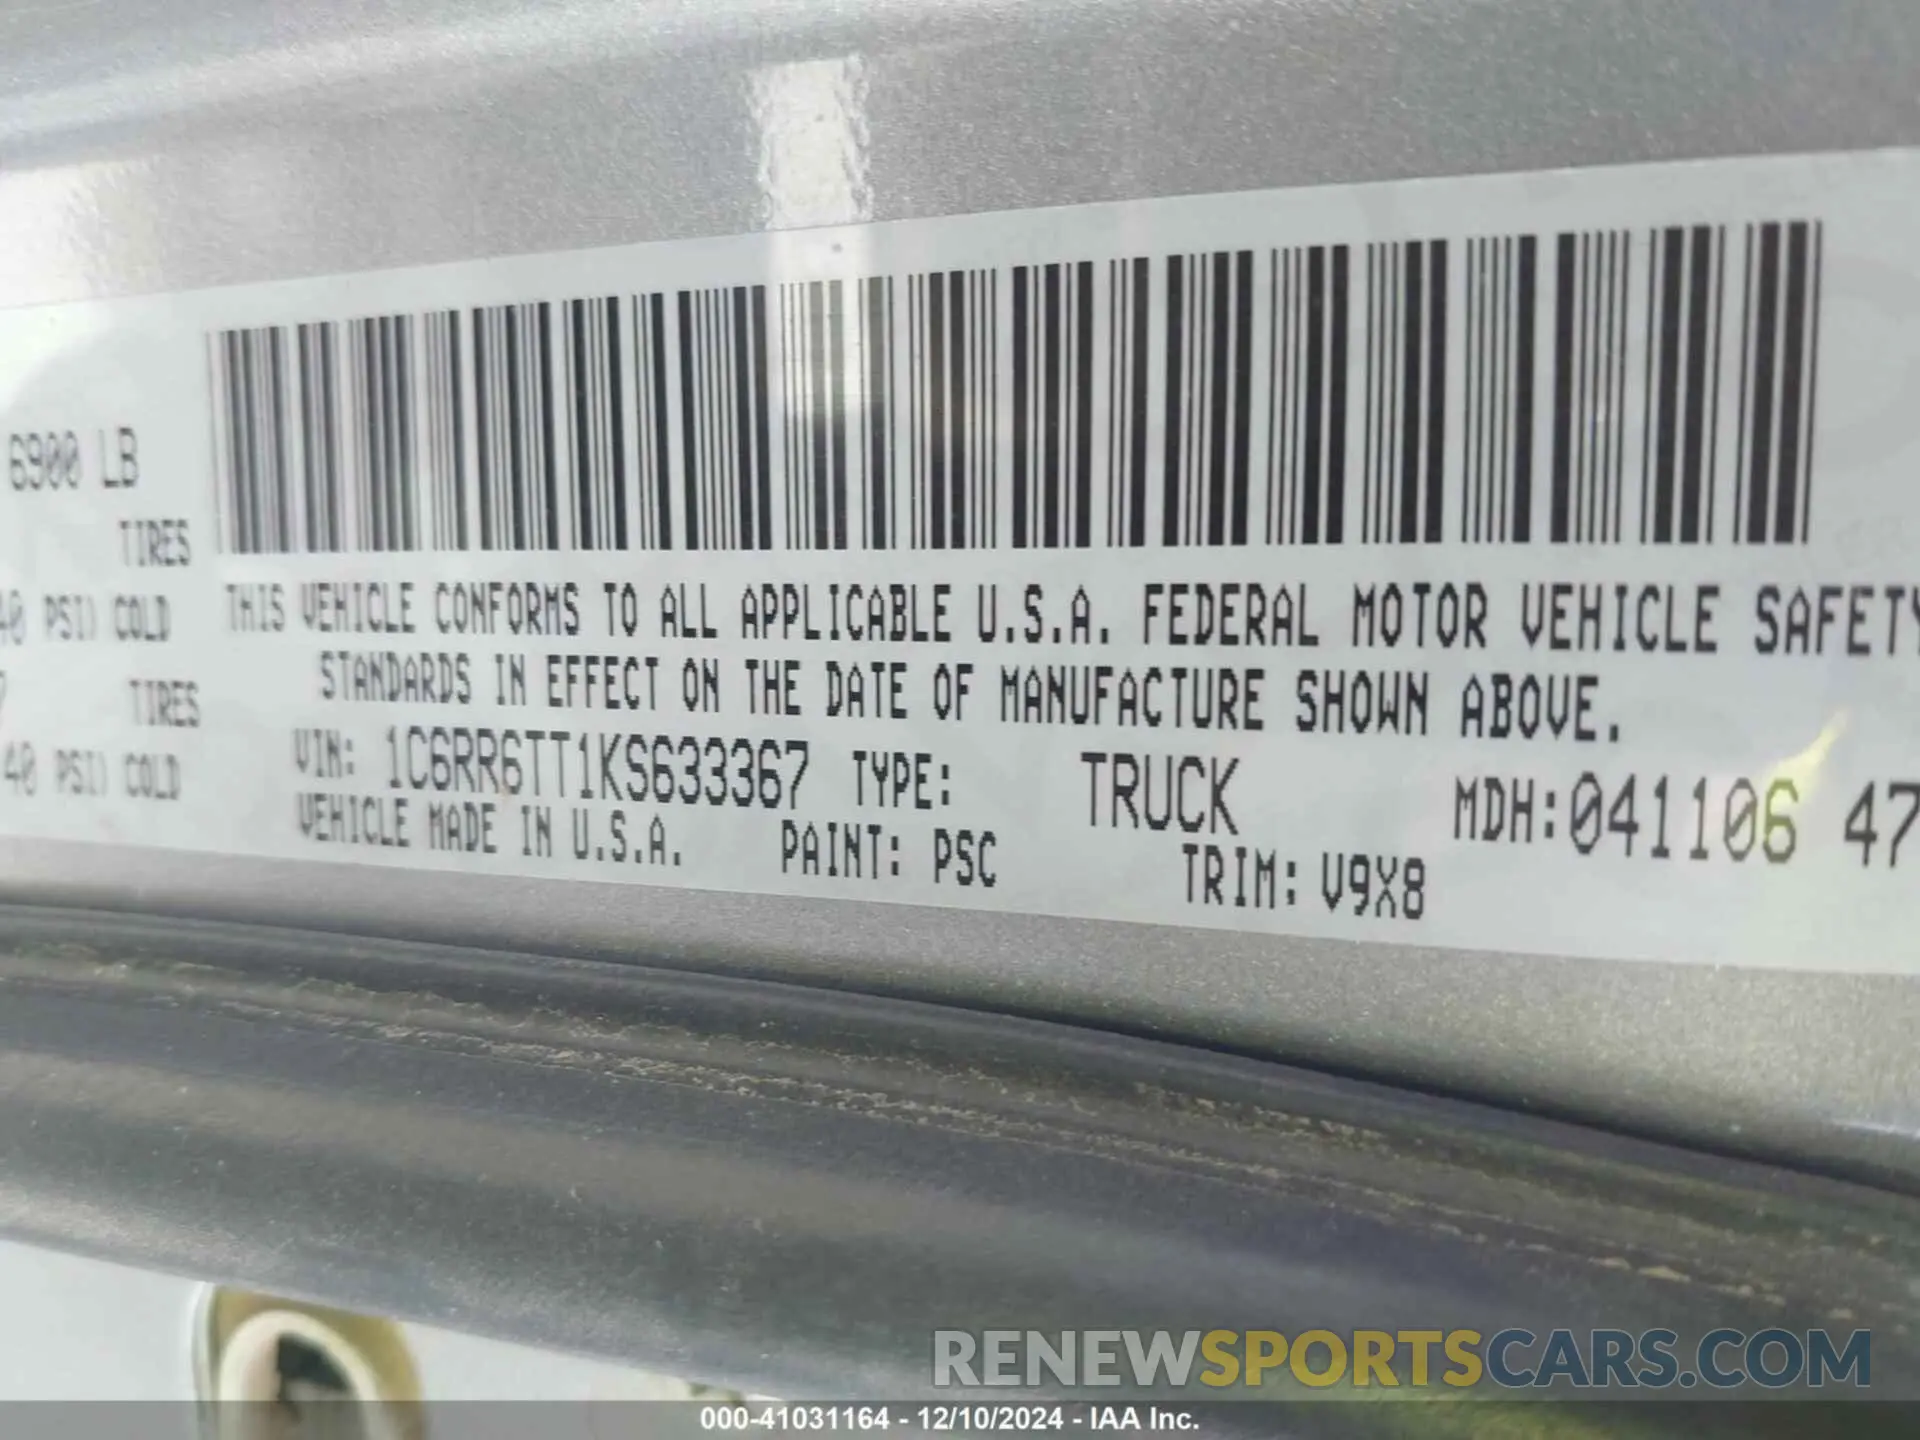 6900 LB
TIRES
40 PSI) COLD
7 TIRES
40 PSI) COLD
THIS VEHICLE CONFORMS TO ALL APPLICABLE U.S.A. FEDERAL MOTOR VEHICLE SAFETY
STANDARDS IN EFFECT ON THE DATE OF MANUFACTURE SHOWN ABOVE.
VIN: 1C6RR6TT1KS633367 TYPE: TRUCK MDH:041106 47
VEHICLE MADE IN U.S.A. PAINT: PSC TRIM: V9X8
RENEWSPORTSCARS.COM
000-41031164 - 12/10/2024 - IAA Inc.